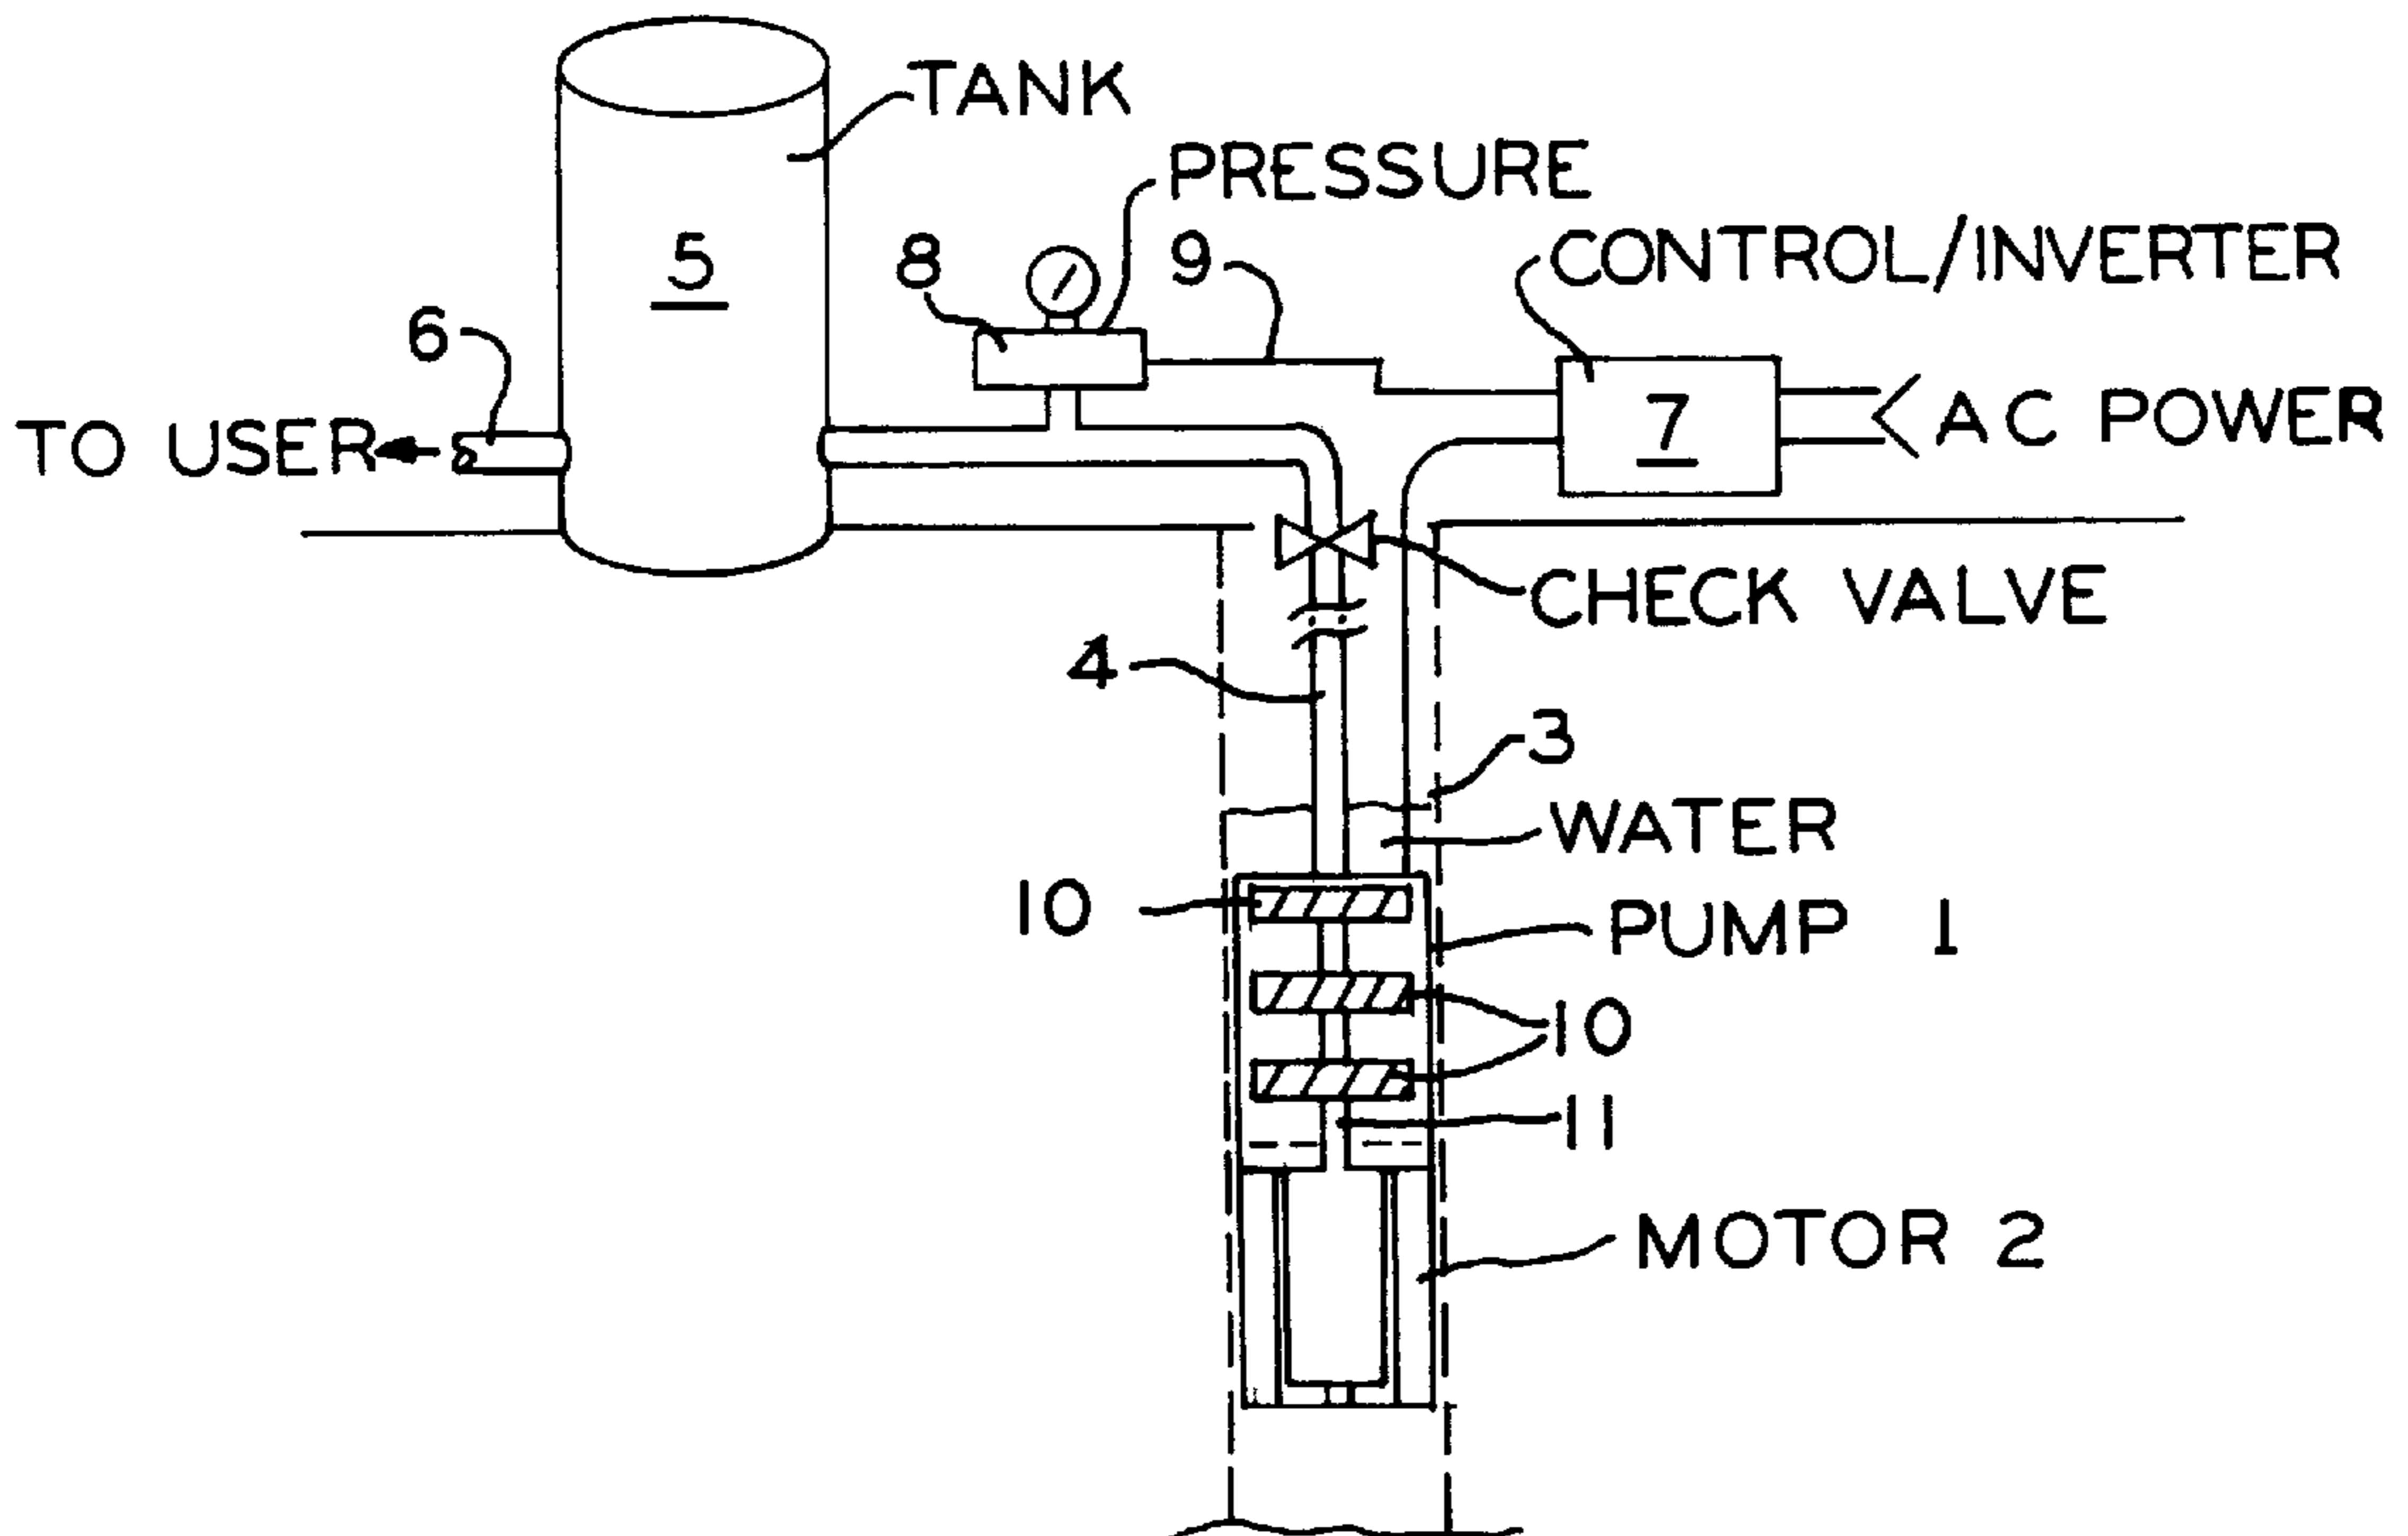 TANK
PRESSURE
5
8
9
CONTROL/INVERTER
6
TO USER
7
AC POWER
CHECK VALVE
4
3
WATER
10
PUMP 1
10
11
MOTOR 2